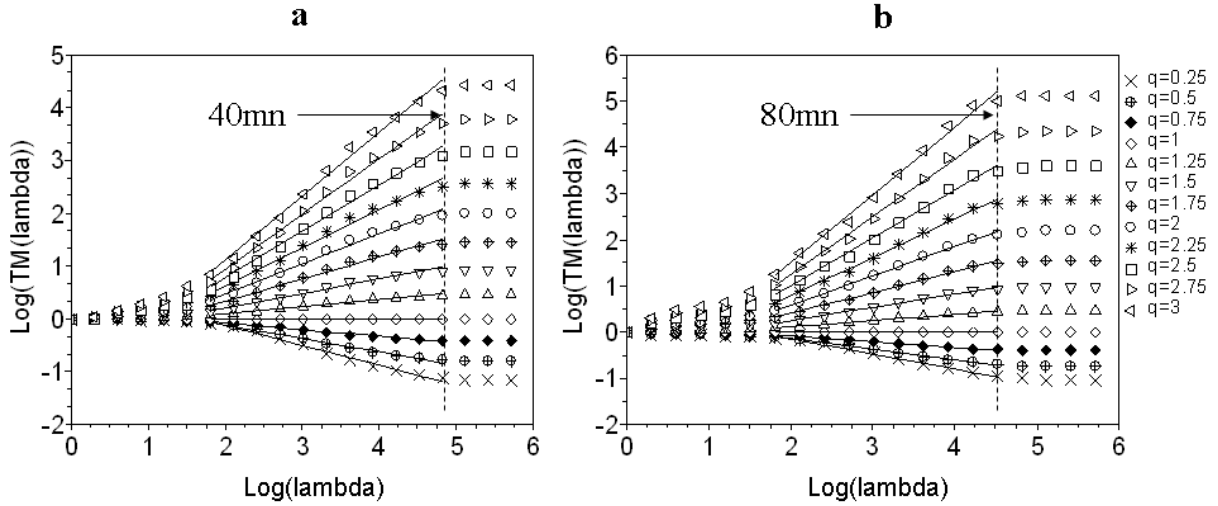 a
b
Log(TM(lambda))
5
4
3
2
1
0
-1
-2
40mn
0 1 2 3 4 5 6
Log(lambda)
Log(TM(lambda))
6
5
4
3
2
1
0
-1
-2
80mn
0 1 2 3 4 5 6
Log(lambda)
q=0.25
q=0.5
q=0.75
q=1
q=1.25
q=1.5
q=1.75
q=2
q=2.25
q=2.5
q=2.75
q=3